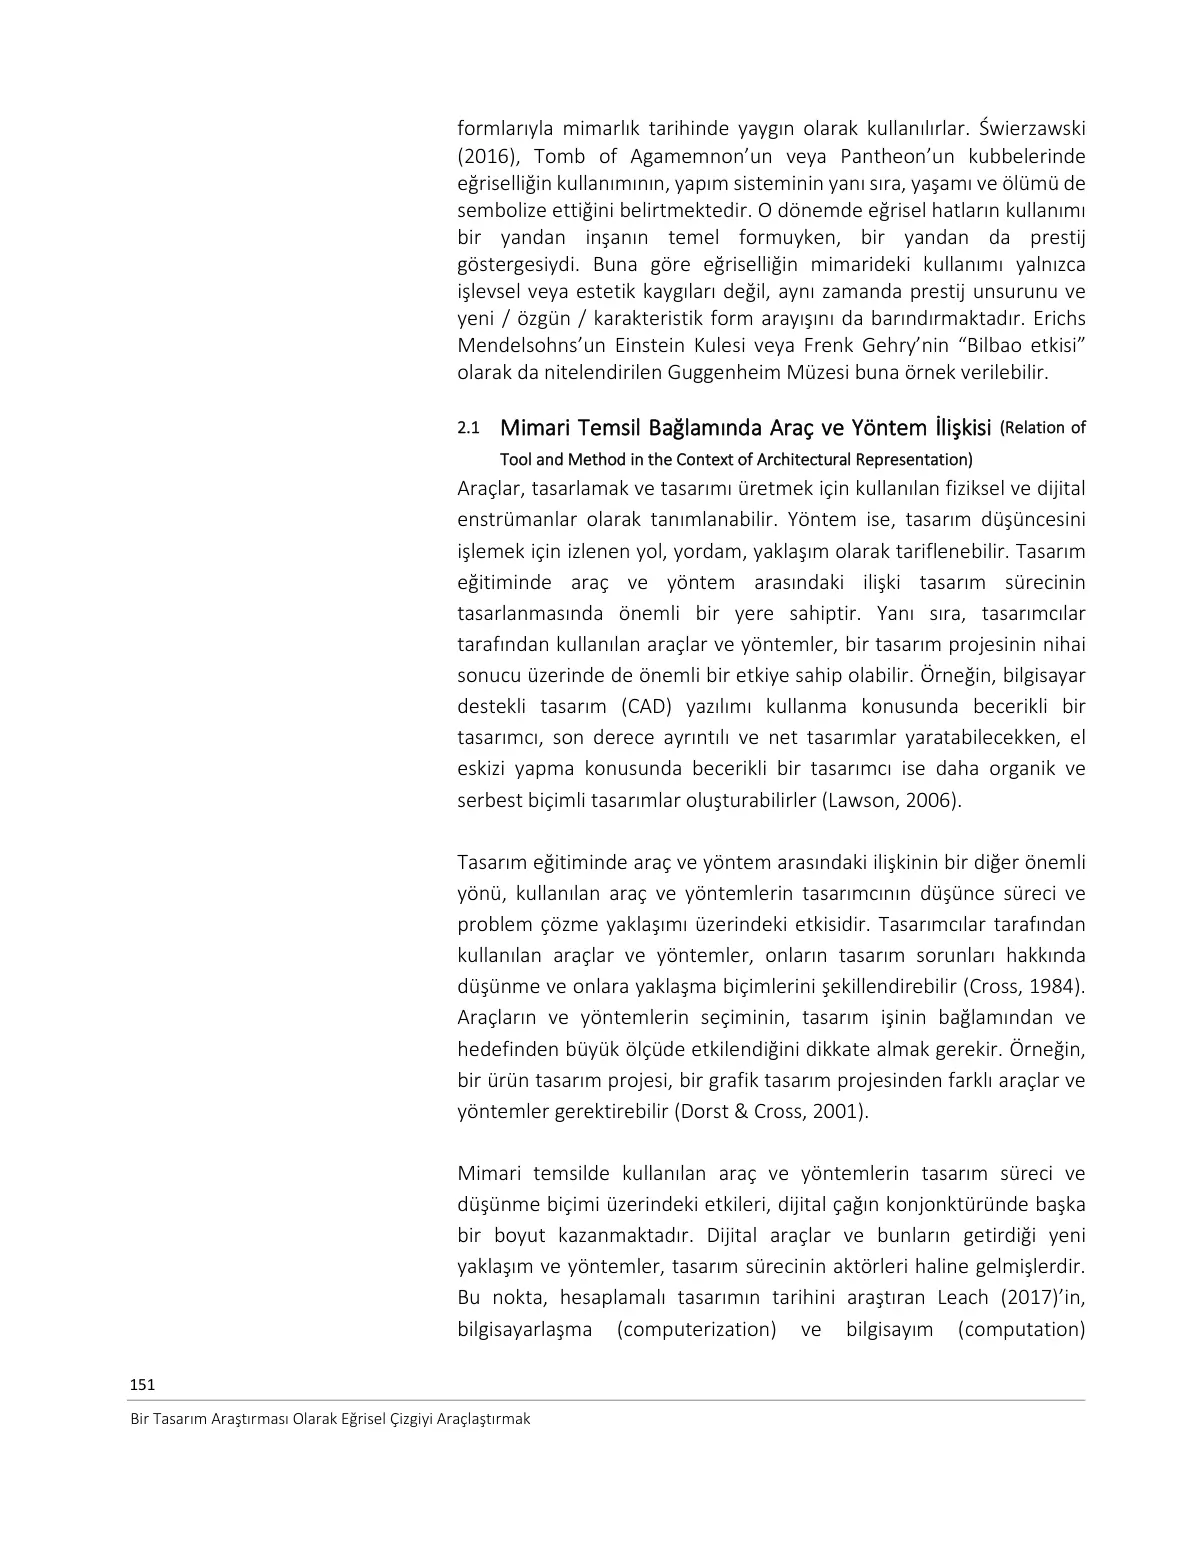 formlarıyla mimarlık tarihinde yaygın olarak kullanılırlar. Świerzawski
(2016), Tomb of Agamemnon’un veya Pantheon’un kubbelerinde
eğriselliğin kullanımının, yapım sisteminin yanı sıra, yaşamı ve ölümü de
sembolize ettiğini belirtmektedir. O dönemde eğrisel hatların kullanımı
bir yandan inşanın temel formuyken, bir yandan da prestij
göstergesiydi. Buna göre eğriselliğin mimarideki kullanımı yalnızca
işlevsel veya estetik kaygıları değil, aynı zamanda prestij unsurunu ve
yeni / özgün / karakteristik form arayışını da barındırmaktadır. Erichs
Mendelsohns’un Einstein Kulesi veya Frenk Gehry’nin “Bilbao etkisi”
olarak da nitelendirilen Guggenheim Müzesi buna örnek verilebilir.
2.1 Mimari Temsil Bağlamında Araç ve Yöntem İlişkisi (Relation of
Tool and Method in the Context of Architectural Representation)
Araçlar, tasarlamak ve tasarımı üretmek için kullanılan fiziksel ve dijital
enstrümanlar olarak tanımlanabilir. Yöntem ise, tasarım düşüncesini
işlemek için izlenen yol, yordam, yaklaşım olarak tariflenebilir. Tasarım
eğitiminde araç ve yöntem arasındaki ilişki tasarım sürecinin
tasarlanmasında önemli bir yere sahiptir. Yanı sıra, tasarımcılar
tarafından kullanılan araçlar ve yöntemler, bir tasarım projesinin nihai
sonucu üzerinde de önemli bir etkiye sahip olabilir. Örneğin, bilgisayar
destekli tasarım (CAD) yazılımı kullanma konusunda becerikli bir
tasarımcı, son derece ayrıntılı ve net tasarımlar yaratabilecekken, el
eskizi yapma konusunda becerikli bir tasarımcı ise daha organik ve
serbest biçimli tasarımlar oluşturabilirler (Lawson, 2006).
Tasarım eğitiminde araç ve yöntem arasındaki ilişkinin bir diğer önemli
yönü, kullanılan araç ve yöntemlerin tasarımcının düşünce süreci ve
problem çözme yaklaşımı üzerindeki etkisidir. Tasarımcılar tarafından
kullanılan araçlar ve yöntemler, onların tasarım sorunları hakkında
düşünme ve onlara yaklaşma biçimlerini şekillendirebilir (Cross, 1984).
Araçların ve yöntemlerin seçiminin, tasarım işinin bağlamından ve
hedefinden büyük ölçüde etkilendiğini dikkate almak gerekir. Örneğin,
bir ürün tasarım projesi, bir grafik tasarım projesinden farklı araçlar ve
yöntemler gerektirebilir (Dorst & Cross, 2001).
Mimari temsilde kullanılan araç ve yöntemlerin tasarım süreci ve
düşünme biçimi üzerindeki etkileri, dijital çağın konjonktüründe başka
bir boyut kazanmaktadır. Dijital araçlar ve bunların getirdiği yeni
yaklaşım ve yöntemler, tasarım sürecinin aktörleri haline gelmişlerdir.
Bu nokta, hesaplamalı tasarımın tarihini araştıran Leach (2017)’in,
bilgisayarlaşma (computerization) ve bilgisayım (computation)
151
Bir Tasarım Araştırması Olarak Eğrisel Çizgiyi Araçlaştırmak